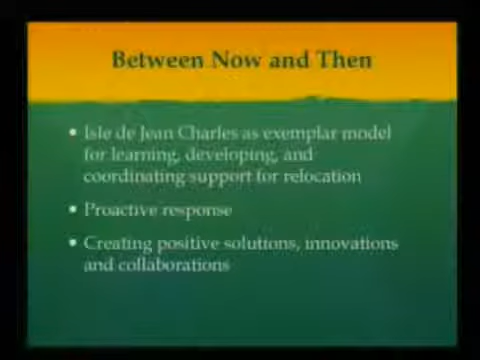 Between Now and Then
• Isle de Jean Charles as exemplar model
for learning, developing, and
coordinating support for relocation
• Proactive response
• Creating positive solutions, innovations
and collaborations